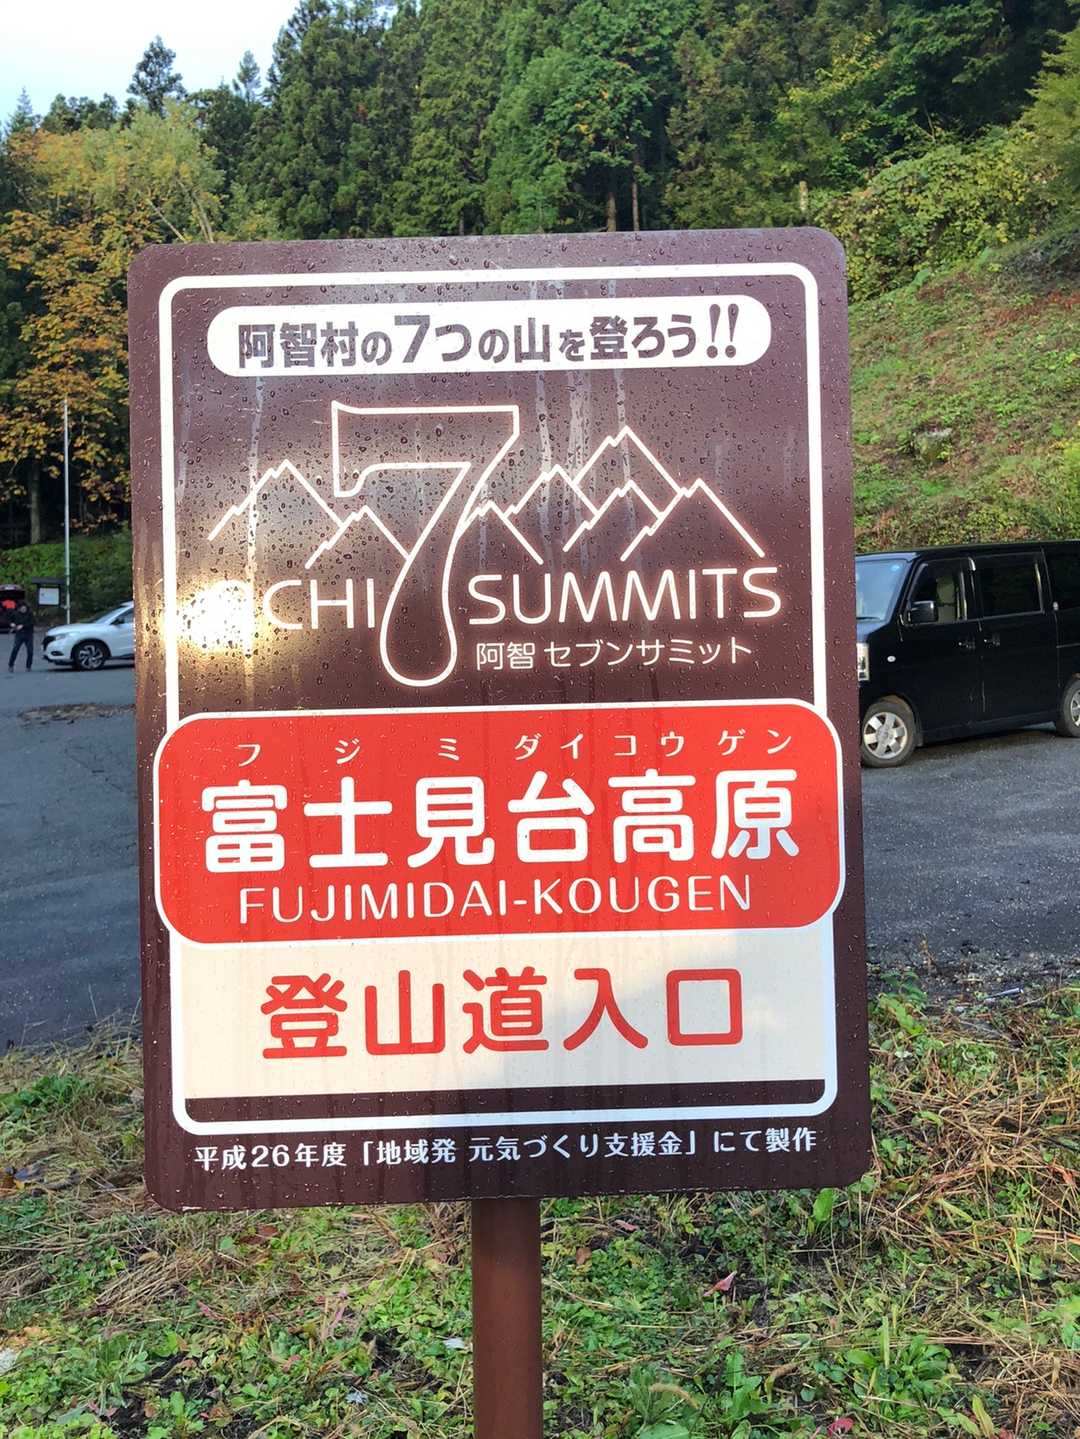 阿智村の7つの山を登ろう!!
ACHI 7 SUMMITS
阿智 セブンサミット
フジミダイコウゲン
富士見台高原
FUJIMIDAI-KOUGEN
登山道入口
平成26年度「地域発 元気づくり支援金」にて製作